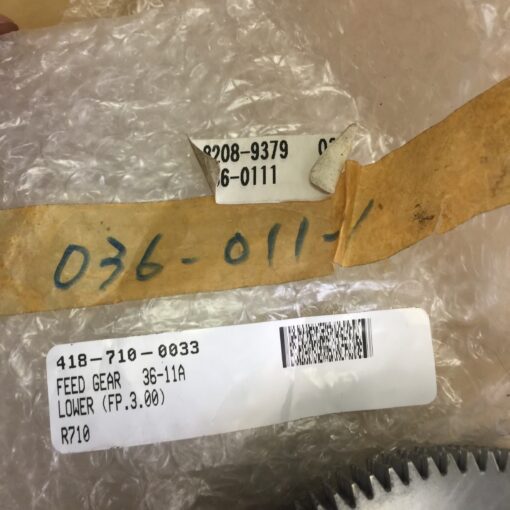 8208-9379
6-0111
036-011-1
418-710-0033
FEED GEAR 36-11A
LOWER (FP.3.00)
R710